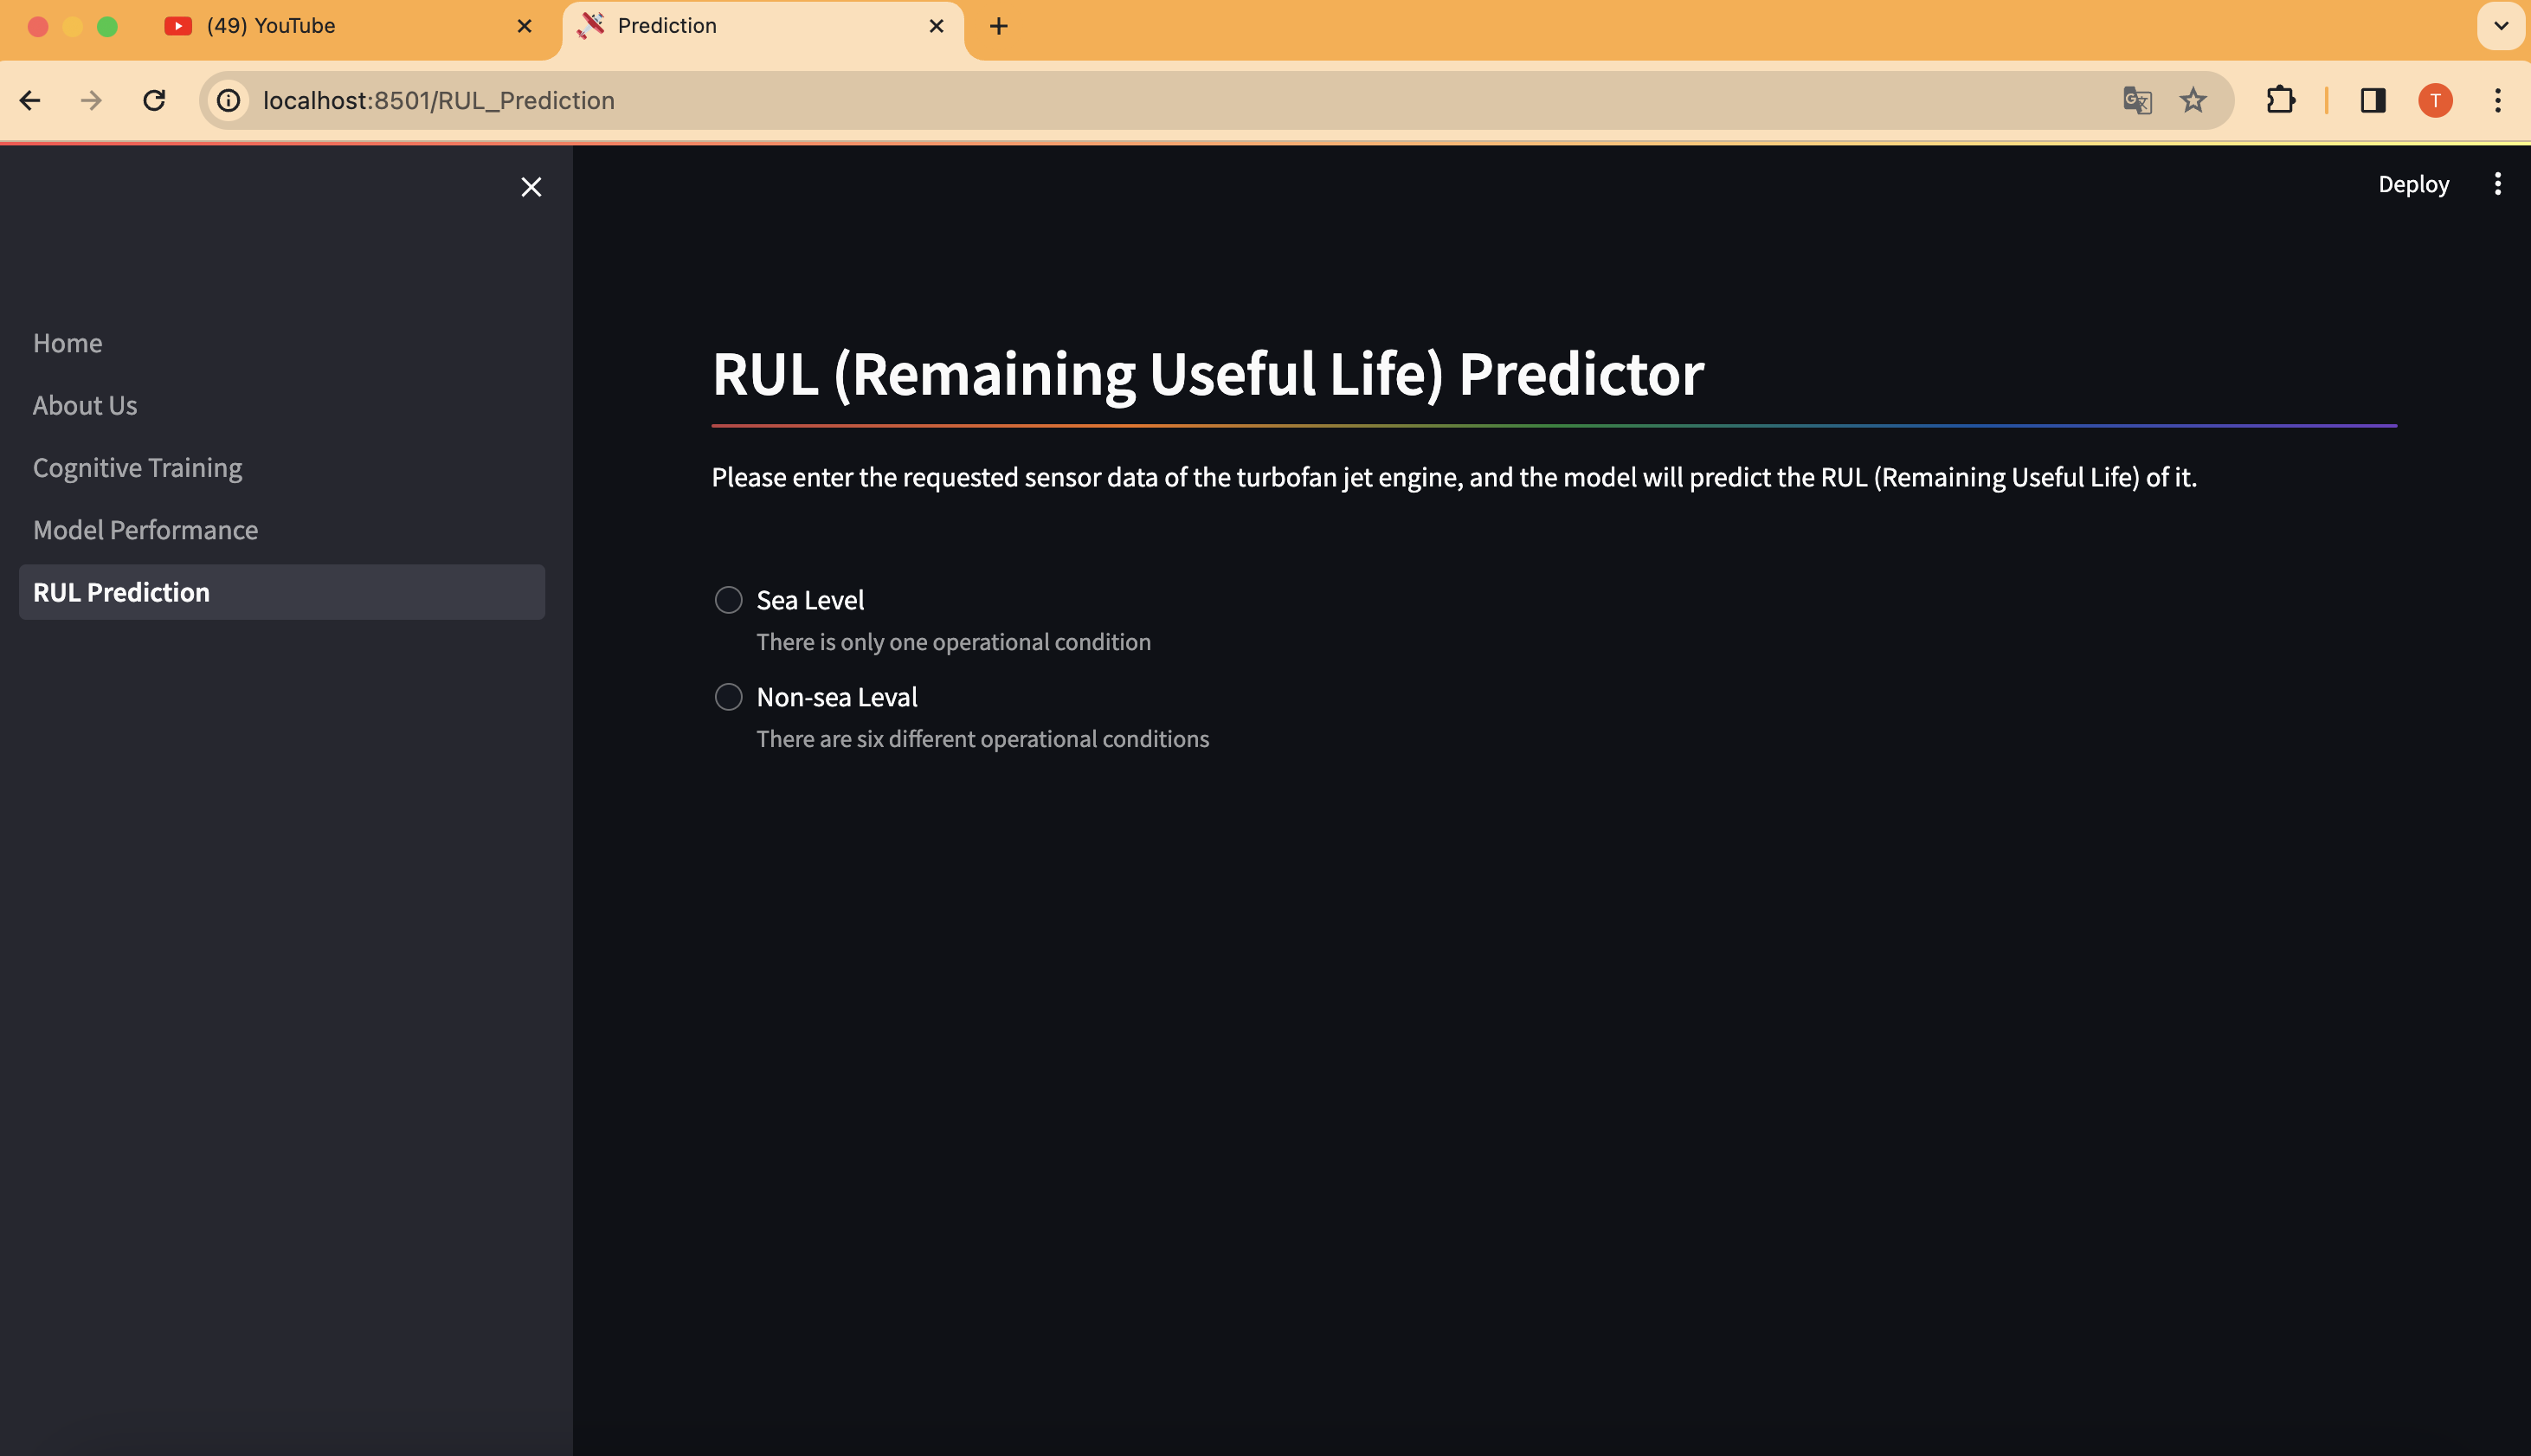 (49) YouTube
Prediction
localhost:8501/RUL_Prediction
T
Deploy
Home
About Us
Cognitive Training
Model Performance
RUL Prediction
RUL (Remaining Useful Life) Predictor
Please enter the requested sensor data of the turbofan jet engine, and the model will predict the RUL (Remaining Useful Life) of it.
Sea Level
There is only one operational condition
Non-sea Leval
There are six different operational conditions